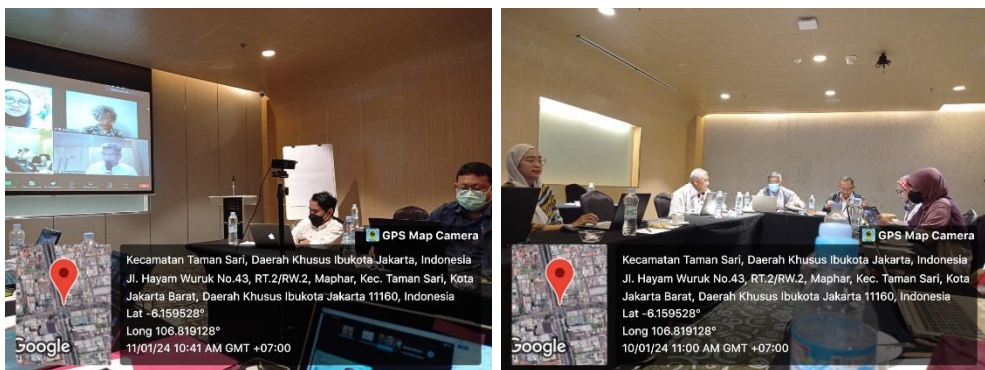 GPS Map Camera
Kecamatan Taman Sari, Daerah Khusus Ibukota Jakarta, Indonesia
Jl. Hayam Wuruk No.43, RT.2/RW.2, Maphar, Kec. Taman Sari, Kota
Jakarta Barat, Daerah Khusus Ibukota Jakarta 11160, Indonesia
Lat -6.159528°
Long 106.819128°
11/01/24 10:41 AM GMT +07:00
Google
GPS Map Camera
Kecamatan Taman Sari, Daerah Khusus Ibukota Jakarta, Indonesia
Jl. Hayam Wuruk No.43, RT.2/RW.2, Maphar, Kec. Taman Sari, Kota
Jakarta Barat, Daerah Khusus Ibukota Jakarta 11160, Indonesia
Lat -6.159528°
Long 106.819128°
10/01/24 11:00 AM GMT +07:00
Google